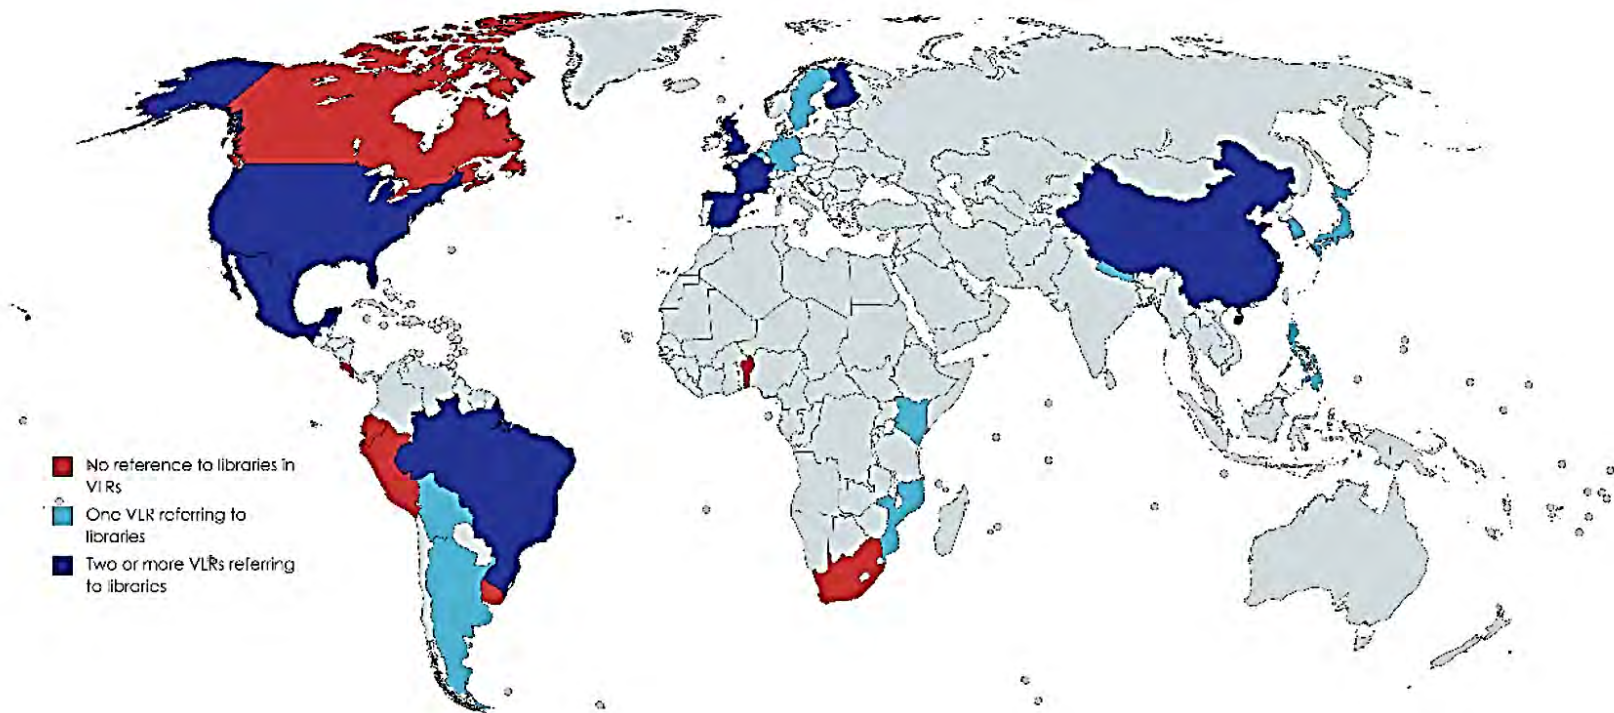 No reference to libraries in
VLRs
One VLR referring to
libraries
Two or more VLRs referring
to libraries